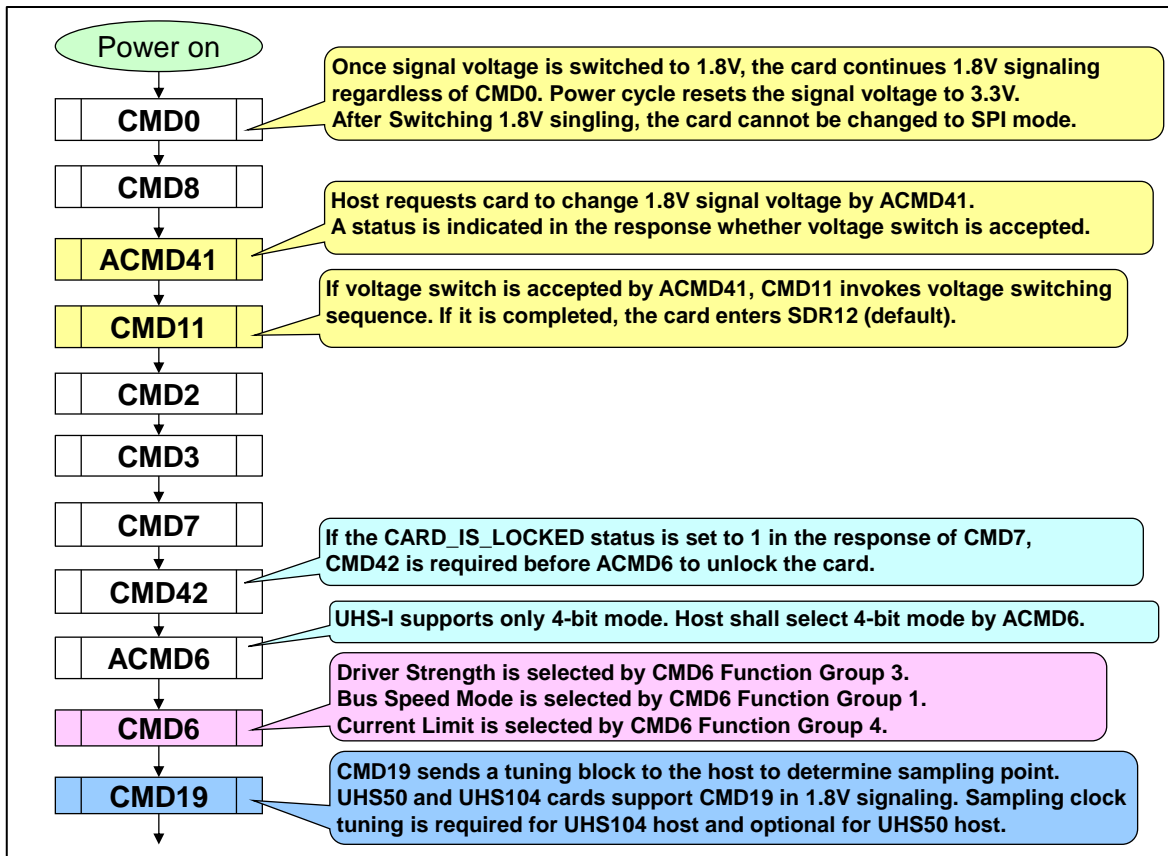 Power on
CMD0
Once signal voltage is switched to 1.8V, the card continues 1.8V signaling
regardless of CMD0. Power cycle resets the signal voltage to 3.3V.
After Switching 1.8V singling, the card cannot be changed to SPI mode.
CMD8
ACMD41
Host requests card to change 1.8V signal voltage by ACMD41.
A status is indicated in the response whether voltage switch is accepted.
CMD11
If voltage switch is accepted by ACMD41, CMD11 invokes voltage switching
sequence. If it is completed, the card enters SDR12 (default).
CMD2
CMD3
CMD7
CMD42
If the CARD_IS_LOCKED status is set to 1 in the response of CMD7,
CMD42 is required before ACMD6 to unlock the card.
ACMD6
UHS-I supports only 4-bit mode. Host shall select 4-bit mode by ACMD6.
CMD6
Driver Strength is selected by CMD6 Function Group 3.
Bus Speed Mode is selected by CMD6 Function Group 1.
Current Limit is selected by CMD6 Function Group 4.
CMD19
CMD19 sends a tuning block to the host to determine sampling point.
UHS50 and UHS104 cards support CMD19 in 1.8V signaling. Sampling clock
tuning is required for UHS104 host and optional for UHS50 host.